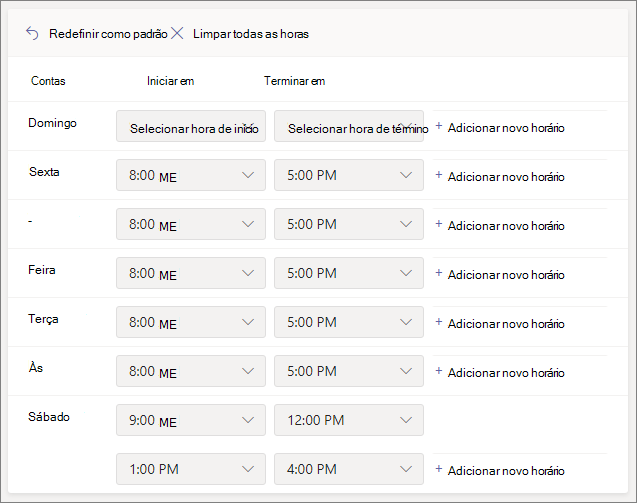 Redefinir como padrão Limpar todas as horas
Contas Iniciar em Terminar em
Domingo Selecionar hora de início Selecionar hora de término + Adicionar novo horário
Sexta 8:00 ME 5:00 PM + Adicionar novo horário
- 8:00 ME 5:00 PM + Adicionar novo horário
Feira 8:00 ME 5:00 PM + Adicionar novo horário
Terça 8:00 ME 5:00 PM + Adicionar novo horário
Às 8:00 ME 5:00 PM + Adicionar novo horário
Sábado 9:00 ME 12:00 PM
1:00 PM 4:00 PM + Adicionar novo horário